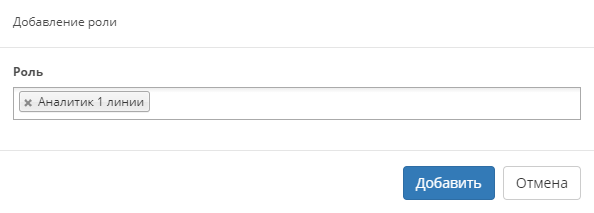 Добавление роли
Роль
× Аналитик 1 линии
Добавить Отмена